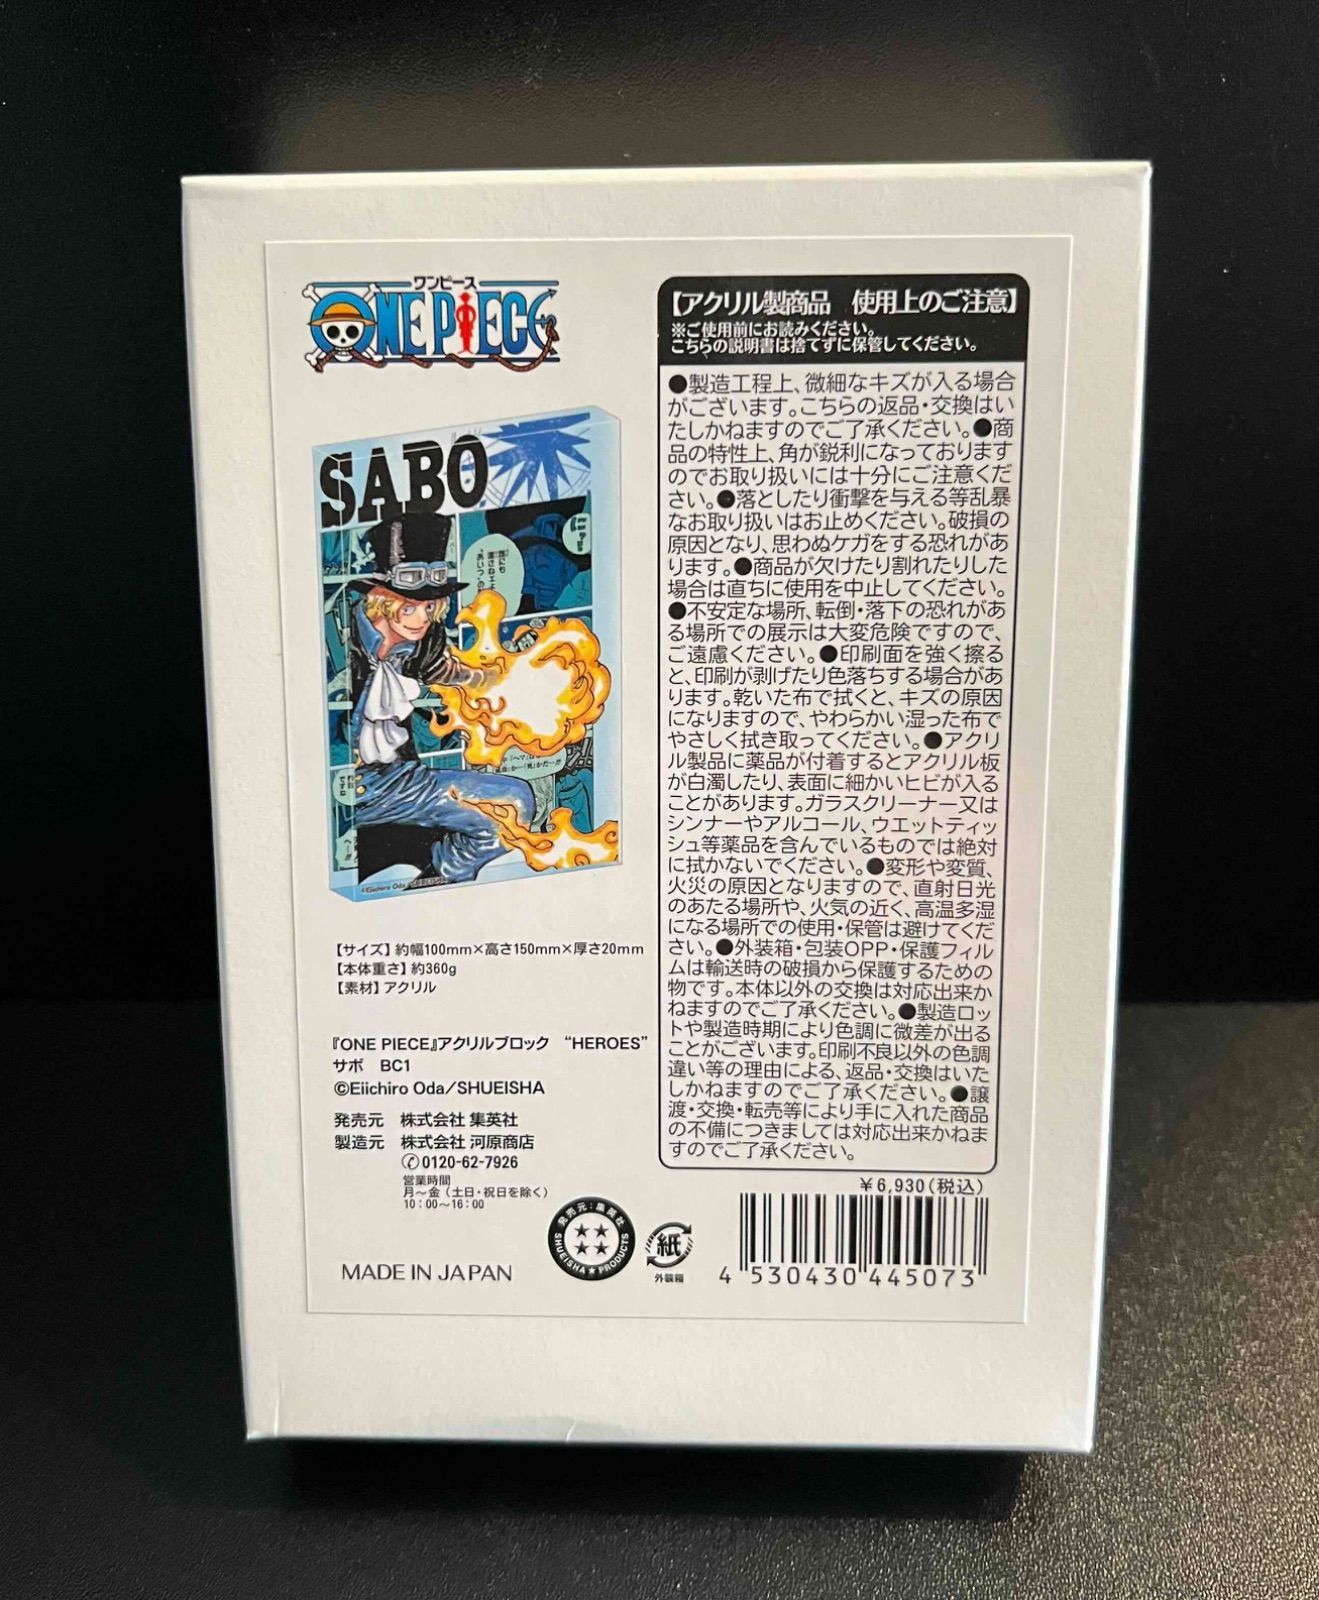 ワンピース
ONE PIECE
SABO
©Eiichiro Oda/集英社
【サイズ】約幅100mm×高さ150mm×厚さ20mm
【本体重さ】約360g
【素材】アクリル
『ONE PIECE』アクリルブロック　“HEROES”
サボ　BC1
©Eiichiro Oda/SHUEISHA
発売元　株式会社 集英社
製造元　株式会社 河原商店
✆0120-62-7926
営業時間
月～金（土日・祝日を除く）
10：00～16：00
MADE IN JAPAN
発売元：集英社
SHUEISHA★PRODUCTS
紙
外装箱
【アクリル製商品　使用上のご注意】
※ご使用前にお読みください。
こちらの説明書は捨てずに保管してください。
●製造工程上、微細なキズが入る場合
がございます。こちらの返品・交換はい
たしかねますのでご了承ください。●商
品の特性上、角が鋭利になっております
のでお取り扱いには十分にご注意くだ
さい。●落としたり衝撃を与える等乱暴
なお取り扱いはお止めください。破損の
原因となり、思わぬケガをする恐れがあ
ります。●商品が欠けたり割れたりした
場合は直ちに使用を中止してください。
●不安定な場所、転倒・落下の恐れがあ
る場所での展示は大変危険ですので、
ご遠慮ください。●印刷面を強く擦る
と、印刷が剥げたり色落ちする場合があ
ります。乾いた布で拭くと、キズの原因
になりますので、やわらかい湿った布で
やさしく拭き取ってください。●アクリ
ル製品に薬品が付着するとアクリル板
が白濁したり、表面に細かいヒビが入る
ことがあります。ガラスクリーナー又は
シンナーやアルコール、ウエットティッ
シュ等薬品を含んでいるものでは絶対
に拭かないでください。●変形や変質、
火災の原因となりますので、直射日光
のあたる場所や、火気の近く、高温多湿
になる場所での使用・保管は避けてくだ
さい。●外装箱・包装OPP・保護フィル
ムは輸送時の破損から保護するための
物です。本体以外の交換は対応出来か
ねますのでご了承ください。●製造ロッ
トや製造時期により色調に微差が出る
ことがございます。印刷不良以外の色調
違い等の理由による、返品・交換はいた
しかねますのでご了承ください。●譲
渡・交換・転売等により手に入れた商品
の不備につきましては対応出来かねま
すのでご了承ください。
￥6,930(税込)
4 530430 445073